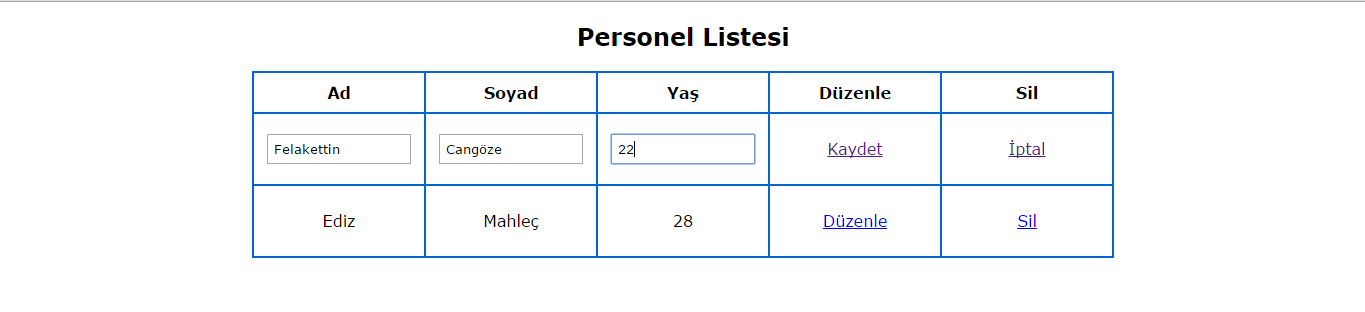 Personel Listesi
Ad Soyad Yaş Düzenle Sil
Felakettin Cangöze 22 Kaydet İptal
Ediz Mahleç 28 Düzenle Sil